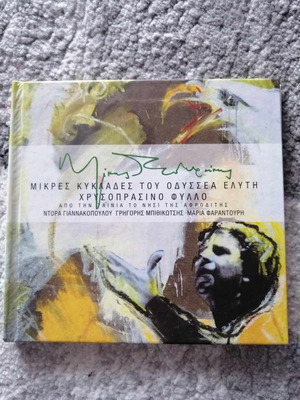 Μίκης Θεοδωράκης
ΜΙΚΡΕΣ ΚΥΚΛΑΔΕΣ ΤΟΥ ΟΔΥΣΣΕΑ ΕΛΥΤΗ
ΧΡΥΣΟΠΡΑΣΙΝΟ ΦΥΛΛΟ
ΑΠΟ ΤΗΝ ΤΑΙΝΙΑ ΤΟ ΝΗΣΙ ΤΗΣ ΑΦΡΟΔΙΤΗΣ
ΝΤΟΡΑ ΓΙΑΝΝΑΚΟΠΟΥΛΟΥ ΓΡΗΓΟΡΗΣ ΜΠΙΘΙΚΩΤΣΗΣ · ΜΑΡΙΑ ΦΑΡΑΝΤΟΥΡΗ